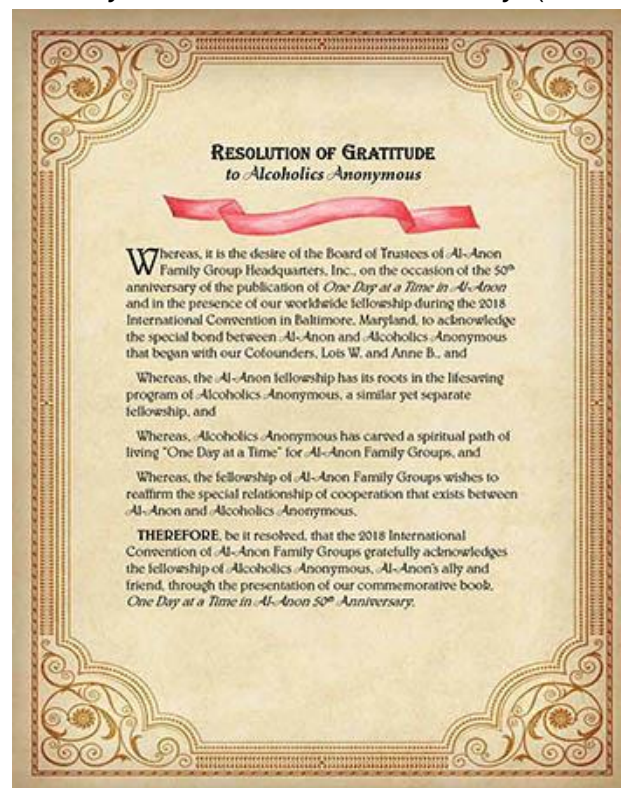 RESOLUTION OF GRATITUDE
to Alcoholics Anonymous
Whereas, it is the desire of the Board of Trustees of Al-Anon
Family Group Headquarters, Inc., on the occasion of the 50th
anniversary of the publication of One Day at a Time in Al-Anon
and in the presence of our worldwide fellowship during the 2018
International Convention in Baltimore, Maryland, to acknowledge
the special bond between Al-Anon and Alcoholics Anonymous
that began with our Cofounders, Lois W. and Anne B., and
Whereas, the Al-Anon fellowship has its roots in the lifesaving
program of Alcoholics Anonymous, a similar yet separate
fellowship, and
Whereas, Alcoholics Anonymous has carved a spiritual path of
living "One Day at a Time" for Al-Anon Family Groups, and
Whereas, the fellowship of Al-Anon Family Groups wishes to
reaffirm the special relationship of cooperation that exists between
Al-Anon and Alcoholics Anonymous,
THEREFORE, be it resolved, that the 2018 International
Convention of Al-Anon Family Groups gratefully acknowledges
the fellowship of Alcoholics Anonymous, Al-Anon's ally and
friend, through the presentation of our commemorative book,
One Day at a Time in Al-Anon 50th Anniversary.